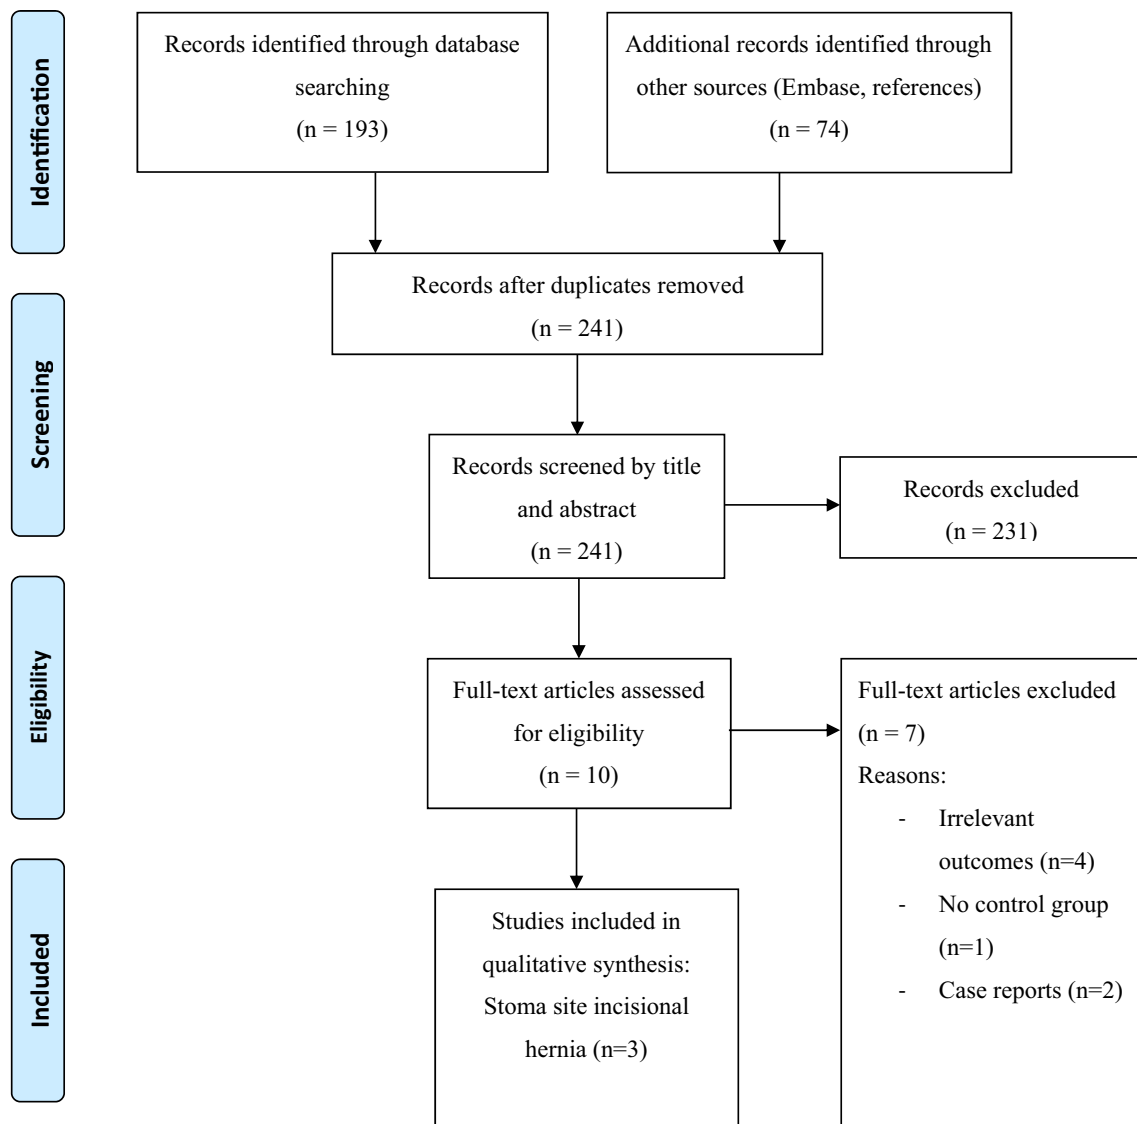 Identification
Records identified through database
searching
(n = 193)
Additional records identified through
other sources (Embase, references)
(n = 74)
Records after duplicates removed
(n = 241)
Screening
Records screened by title
and abstract
(n = 241)
Records excluded
(n = 231)
Eligibility
Full-text articles assessed
for eligibility
(n = 10)
Full-text articles excluded
(n = 7)
Reasons:
- Irrelevant
outcomes (n=4)
- No control group
(n=1)
- Case reports (n=2)
Included
Studies included in
qualitative synthesis:
Stoma site incisional
hernia (n=3)